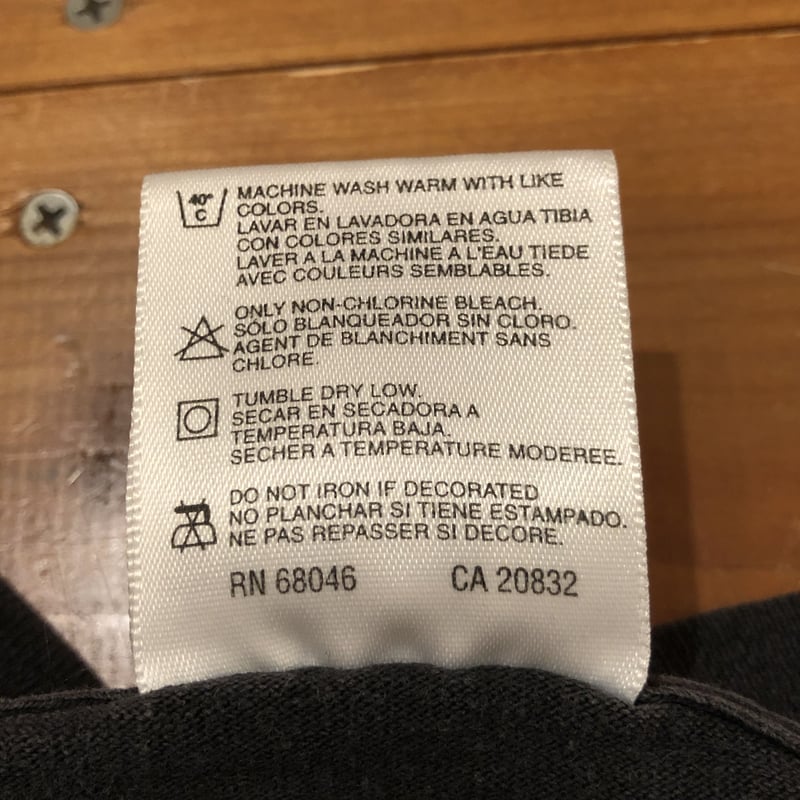 40°
C
MACHINE WASH WARM WITH LIKE
COLORS.
LAVAR EN LAVADORA EN AGUA TIBIA
CON COLORES SIMILARES.
LAVER A LA MACHINE A L'EAU TIEDE
AVEC COULEURS SEMBLABLES.
ONLY NON-CHLORINE BLEACH.
SÓLO BLANQUEADOR SIN CLORO.
AGENT DE BLANCHIMENT SANS
CHLORE.
TUMBLE DRY LOW.
SECAR EN SECADORA A
TEMPERATURA BAJA.
SECHER A TEMPERATURE MODEREE.
DO NOT IRON IF DECORATED
NO PLANCHAR SI TIENE ESTAMPADO.
NE PAS REPASSER SI DECORE.
RN 68046 CA 20832